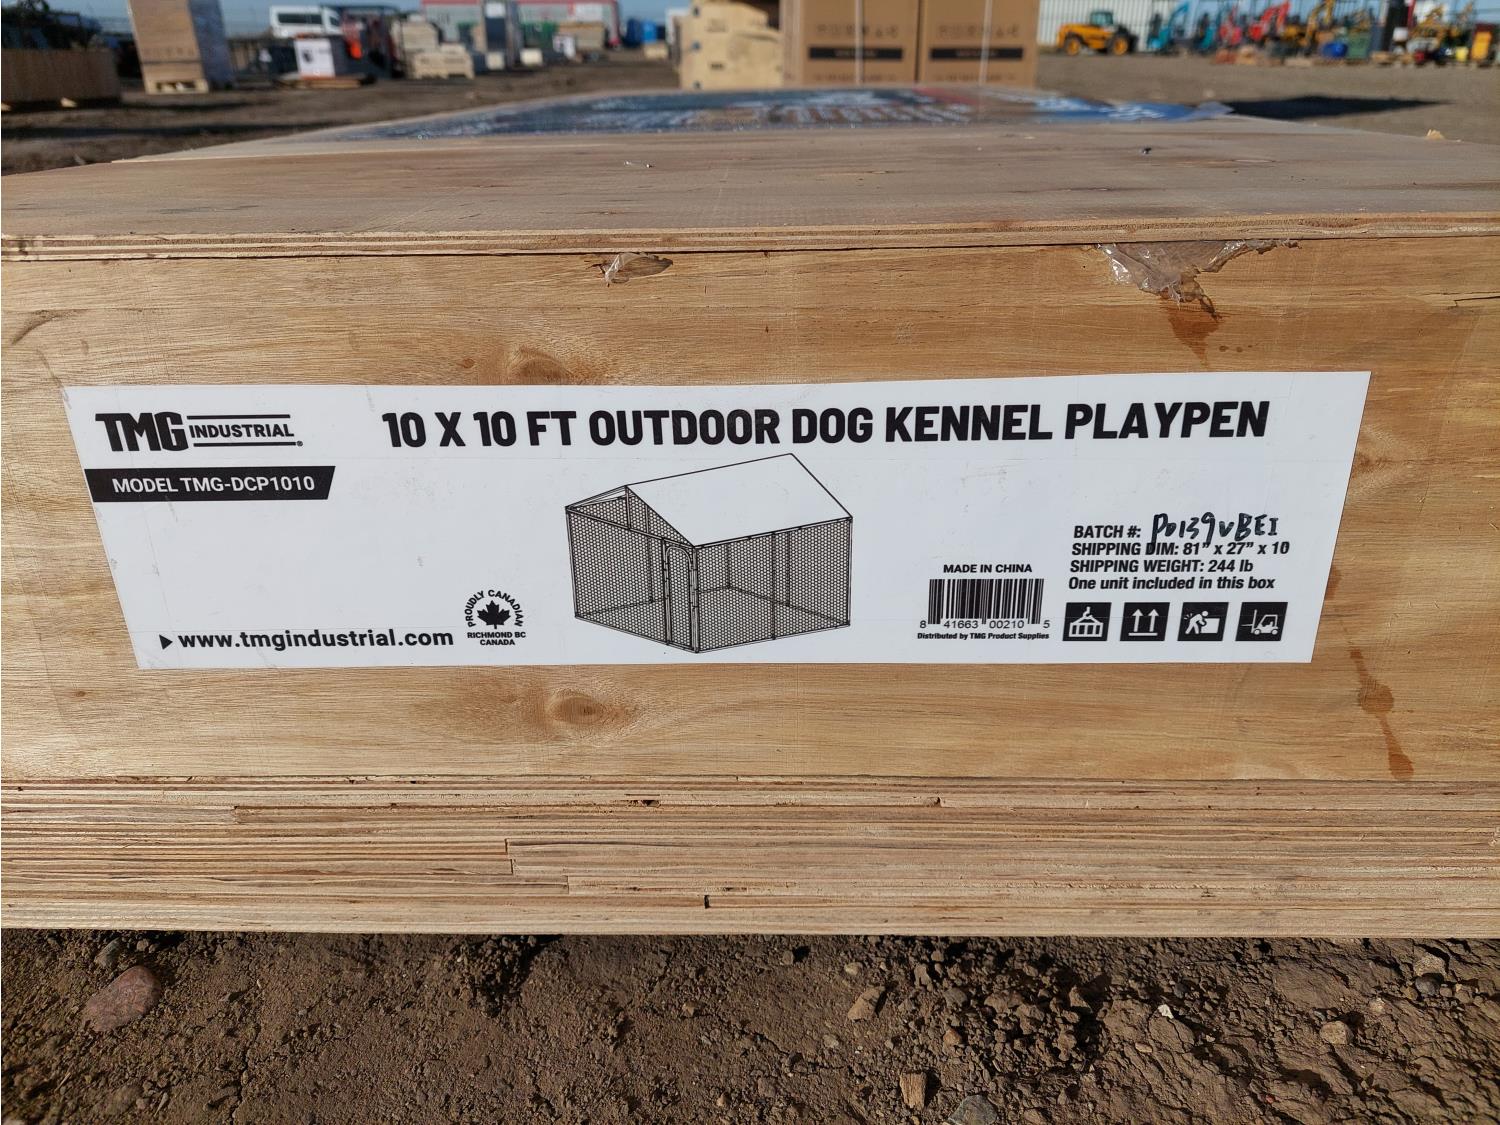 TMG INDUSTRIAL®
10 X 10 FT OUTDOOR DOG KENNEL PLAYPEN
MODEL TMG-DCP1010
BATCH #: P0139VBEI
SHIPPING DIM: 81" x 27" x 10
SHIPPING WEIGHT: 244 lb
One unit included in this box
MADE IN CHINA
8 41663 00210 5
Distributed by TMG Product Supplies
www.tmgindustrial.com
PROUDLY CANADIAN
RICHMOND BC
CANADA